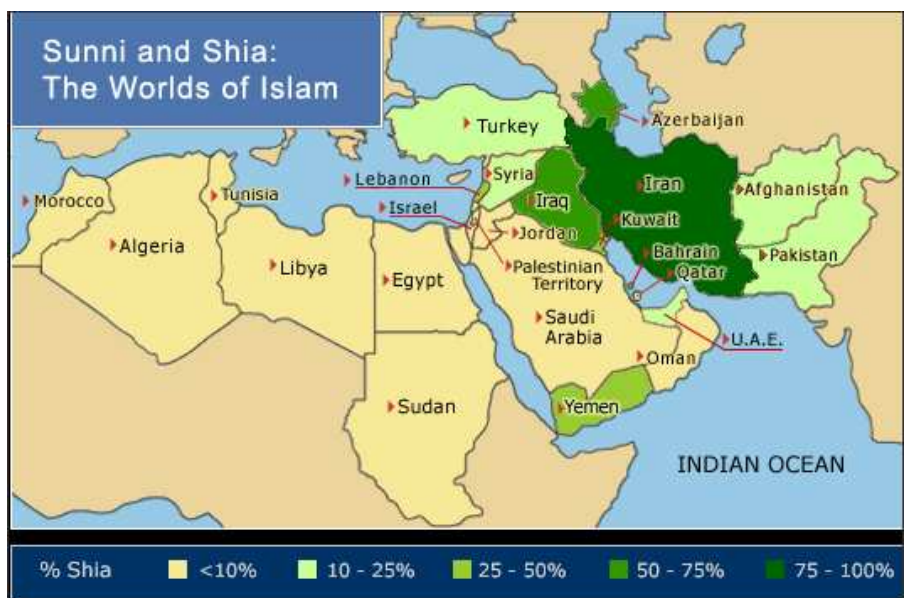 Sunni and Shia:
The Worlds of Islam
Azerbaijan
Turkey
Lebanon
Syria
Iran
Afghanistan
Morocco
Tunisia
Israel
Iraq
Kuwait
Jordan
Algeria
Bahrain
Pakistan
Libya
Egypt
Palestinian
Territory
Qatar
Saudi
Arabia
U.A.E.
Oman
Sudan
Yemen
INDIAN OCEAN
% Shia <10% 10 - 25% 25 - 50% 50 - 75% 75 - 100%